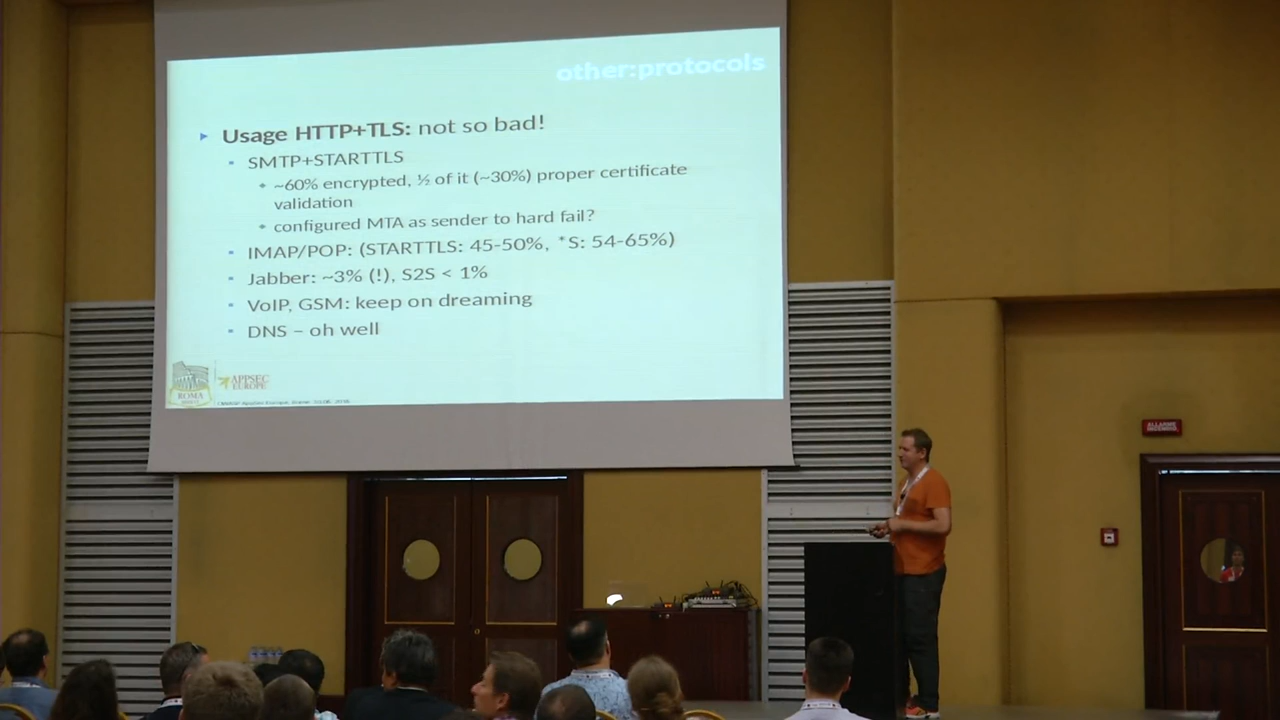 other:protocols
▸ Usage HTTP+TLS: not so bad!
• SMTP+STARTTLS
• ~60% encrypted, ½ of it (~30%) proper certificate
validation
• configured MTA as sender to hard fail?
• IMAP/POP: (STARTTLS: 45-50%, *S: 54-65%)
• Jabber: ~3% (!), S2S < 1%
• VoIP, GSM: keep on dreaming
• DNS – oh well
ROMA
APPSEC
EUROPE
ALLARME
INCENDIO